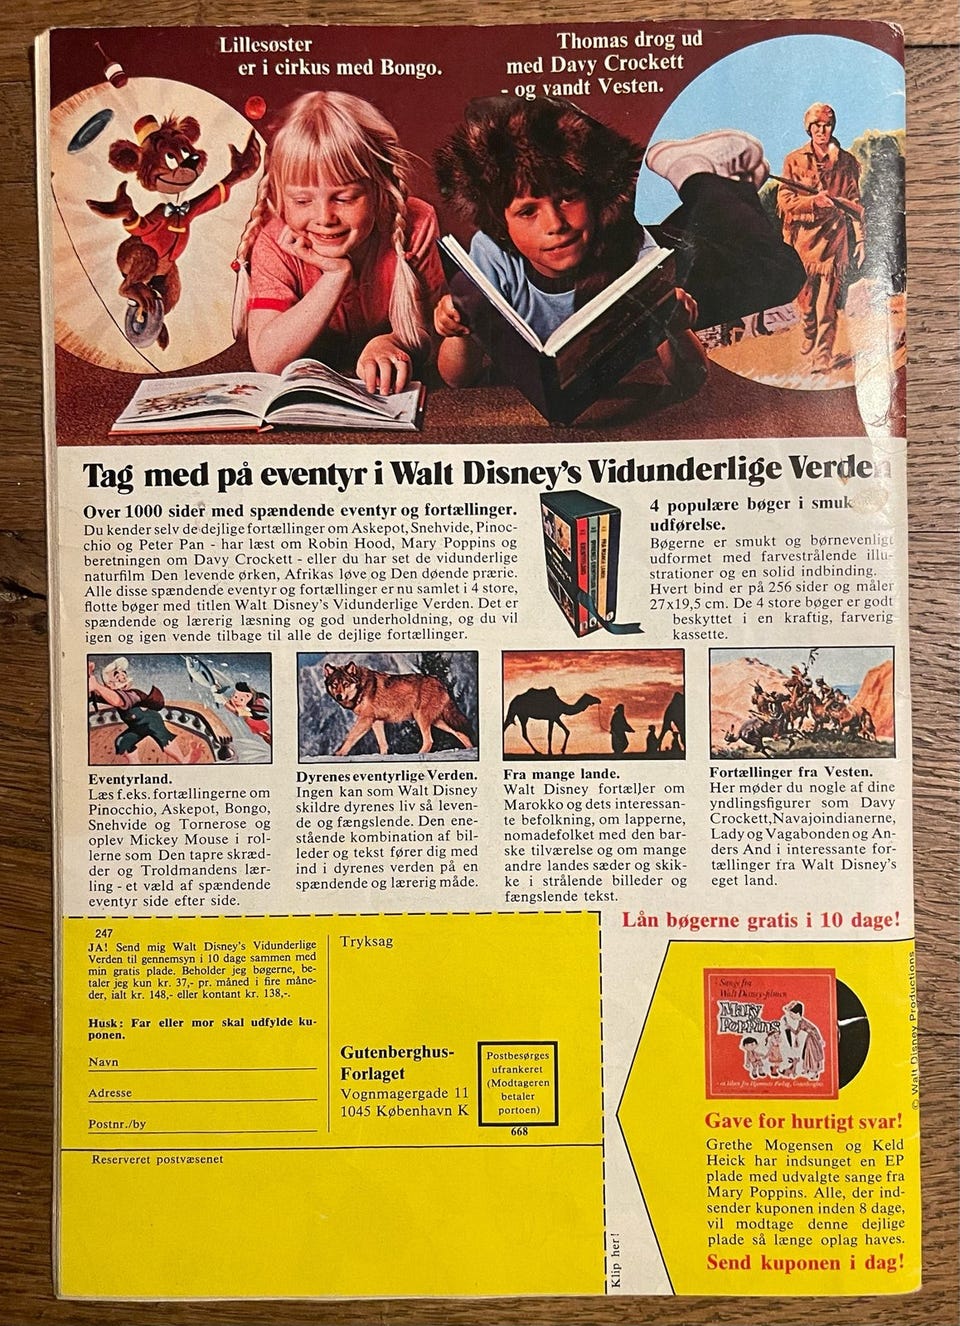 Lillesøster
er i cirkus med Bongo.
Thomas drog ud
med Davy Crockett
- og vandt Vesten.
Tag med på eventyr i Walt Disney's Vidunderlige Verden
Over 1000 sider med spændende eventyr og fortællinger.
Du kender selv de dejlige fortællinger om Askepot, Snehvide, Pinoc-
chio og Peter Pan - har læst om Robin Hood, Mary Poppins og
beretningen om Davy Crockett - eller du har set de vidunderlige
naturfilm Den levende ørken, Afrikas løve og Den døende prærie.
Alle disse spændende eventyr og fortællinger er nu samlet i 4 store,
flotte bøger med titlen Walt Disney's Vidunderlige Verden. Det er
spændende og lærerig læsning og god underholdning, og du vil
igen og igen vende tilbage til alle de dejlige fortællinger.
4 populære bøger i smuk
udførelse.
Bøgerne er smukt og børnevenligt
udformet med farvestrålende illu-
strationer og en solid indbinding.
Hvert bind er på 256 sider og måler
27x19,5 cm. De 4 store bøger er godt
beskyttet i en kraftig, farverig
kassette.
Eventyrland.
Læs f.eks. fortællingerne om
Pinocchio, Askepot, Bongo,
Snehvide og Tornerose og
oplev Mickey Mouse i rol-
lerne som Den tapre skræd-
der og Troldmandens lær-
ling - et væld af spændende
eventyr side efter side.
Dyrenes eventyrlige Verden.
Ingen kan som Walt Disney
skildre dyrenes liv så leven-
de og fængslende. Den ene-
stående kombination af bil-
leder og tekst fører dig med
ind i dyrenes verden på en
spændende og lærerig måde.
Fra mange lande.
Walt Disney fortæller om
Marokko og dets interessan-
te befolkning, om lapperne,
nomadefolket med den bar-
ske tilværelse og om mange
andre landes sæder og skik-
ke i strålende billeder og
fængslende tekst.
Fortællinger fra Vesten.
Her møder du nogle af dine
yndlingsfigurer som Davy
Crockett, Navajoindianerne,
Lady og Vagabonden og An-
ders And i interessante for-
tællinger fra Walt Disney's
eget land.
247
JA! Send mig Walt Disney's Vidunderlige
Verden til gennemsyn i 10 dage sammen med
min gratis plade. Beholder jeg bøgerne, be-
taler jeg kun kr. 37,- pr. måned i fire måne-
der, ialt kr. 148,- eller kontant kr. 138,-.
Husk: Far eller mor skal udfylde ku-
ponen.
Navn
Adresse
Postnr./by
Tryksag
Gutenberghus-
Forlaget
Vognmagergade 11
1045 København K
Postbesørges
ufrankeret
(Modtageren
betaler
portoen)
668
Reserveret postvæsenet
Klip her!
Lån bøgerne gratis i 10 dage!
Sange fra
Walt Disney-filmen
Mary
Poppins
Gave for hurtigt svar!
Grethe Mogensen og Keld
Heick har indsunget en EP
plade med udvalgte sange fra
Mary Poppins. Alle, der ind-
sender kuponen inden 8 dage,
vil modtage denne dejlige
plade så længe oplag haves.
Send kuponen i dag!
© Walt Disney Productions